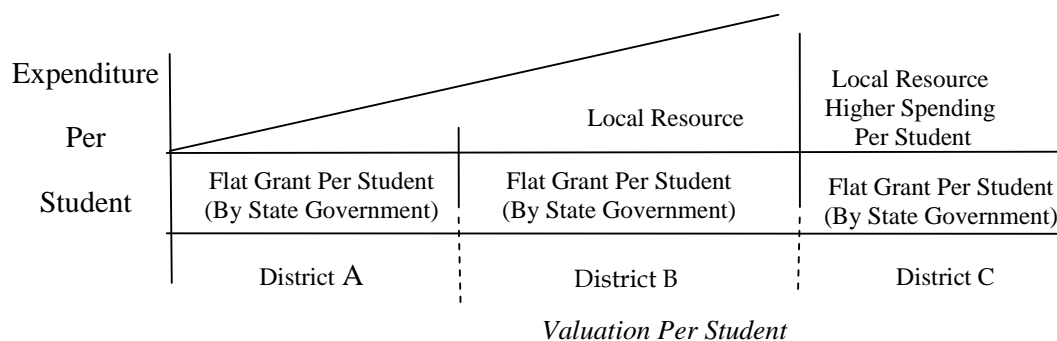 Expenditure
Per
Student
Local Resource
Local Resource
Higher Spending
Per Student
Flat Grant Per Student
(By State Government)
Flat Grant Per Student
(By State Government)
Flat Grant Per Student
(By State Government)
District A
District B
District C
Valuation Per Student